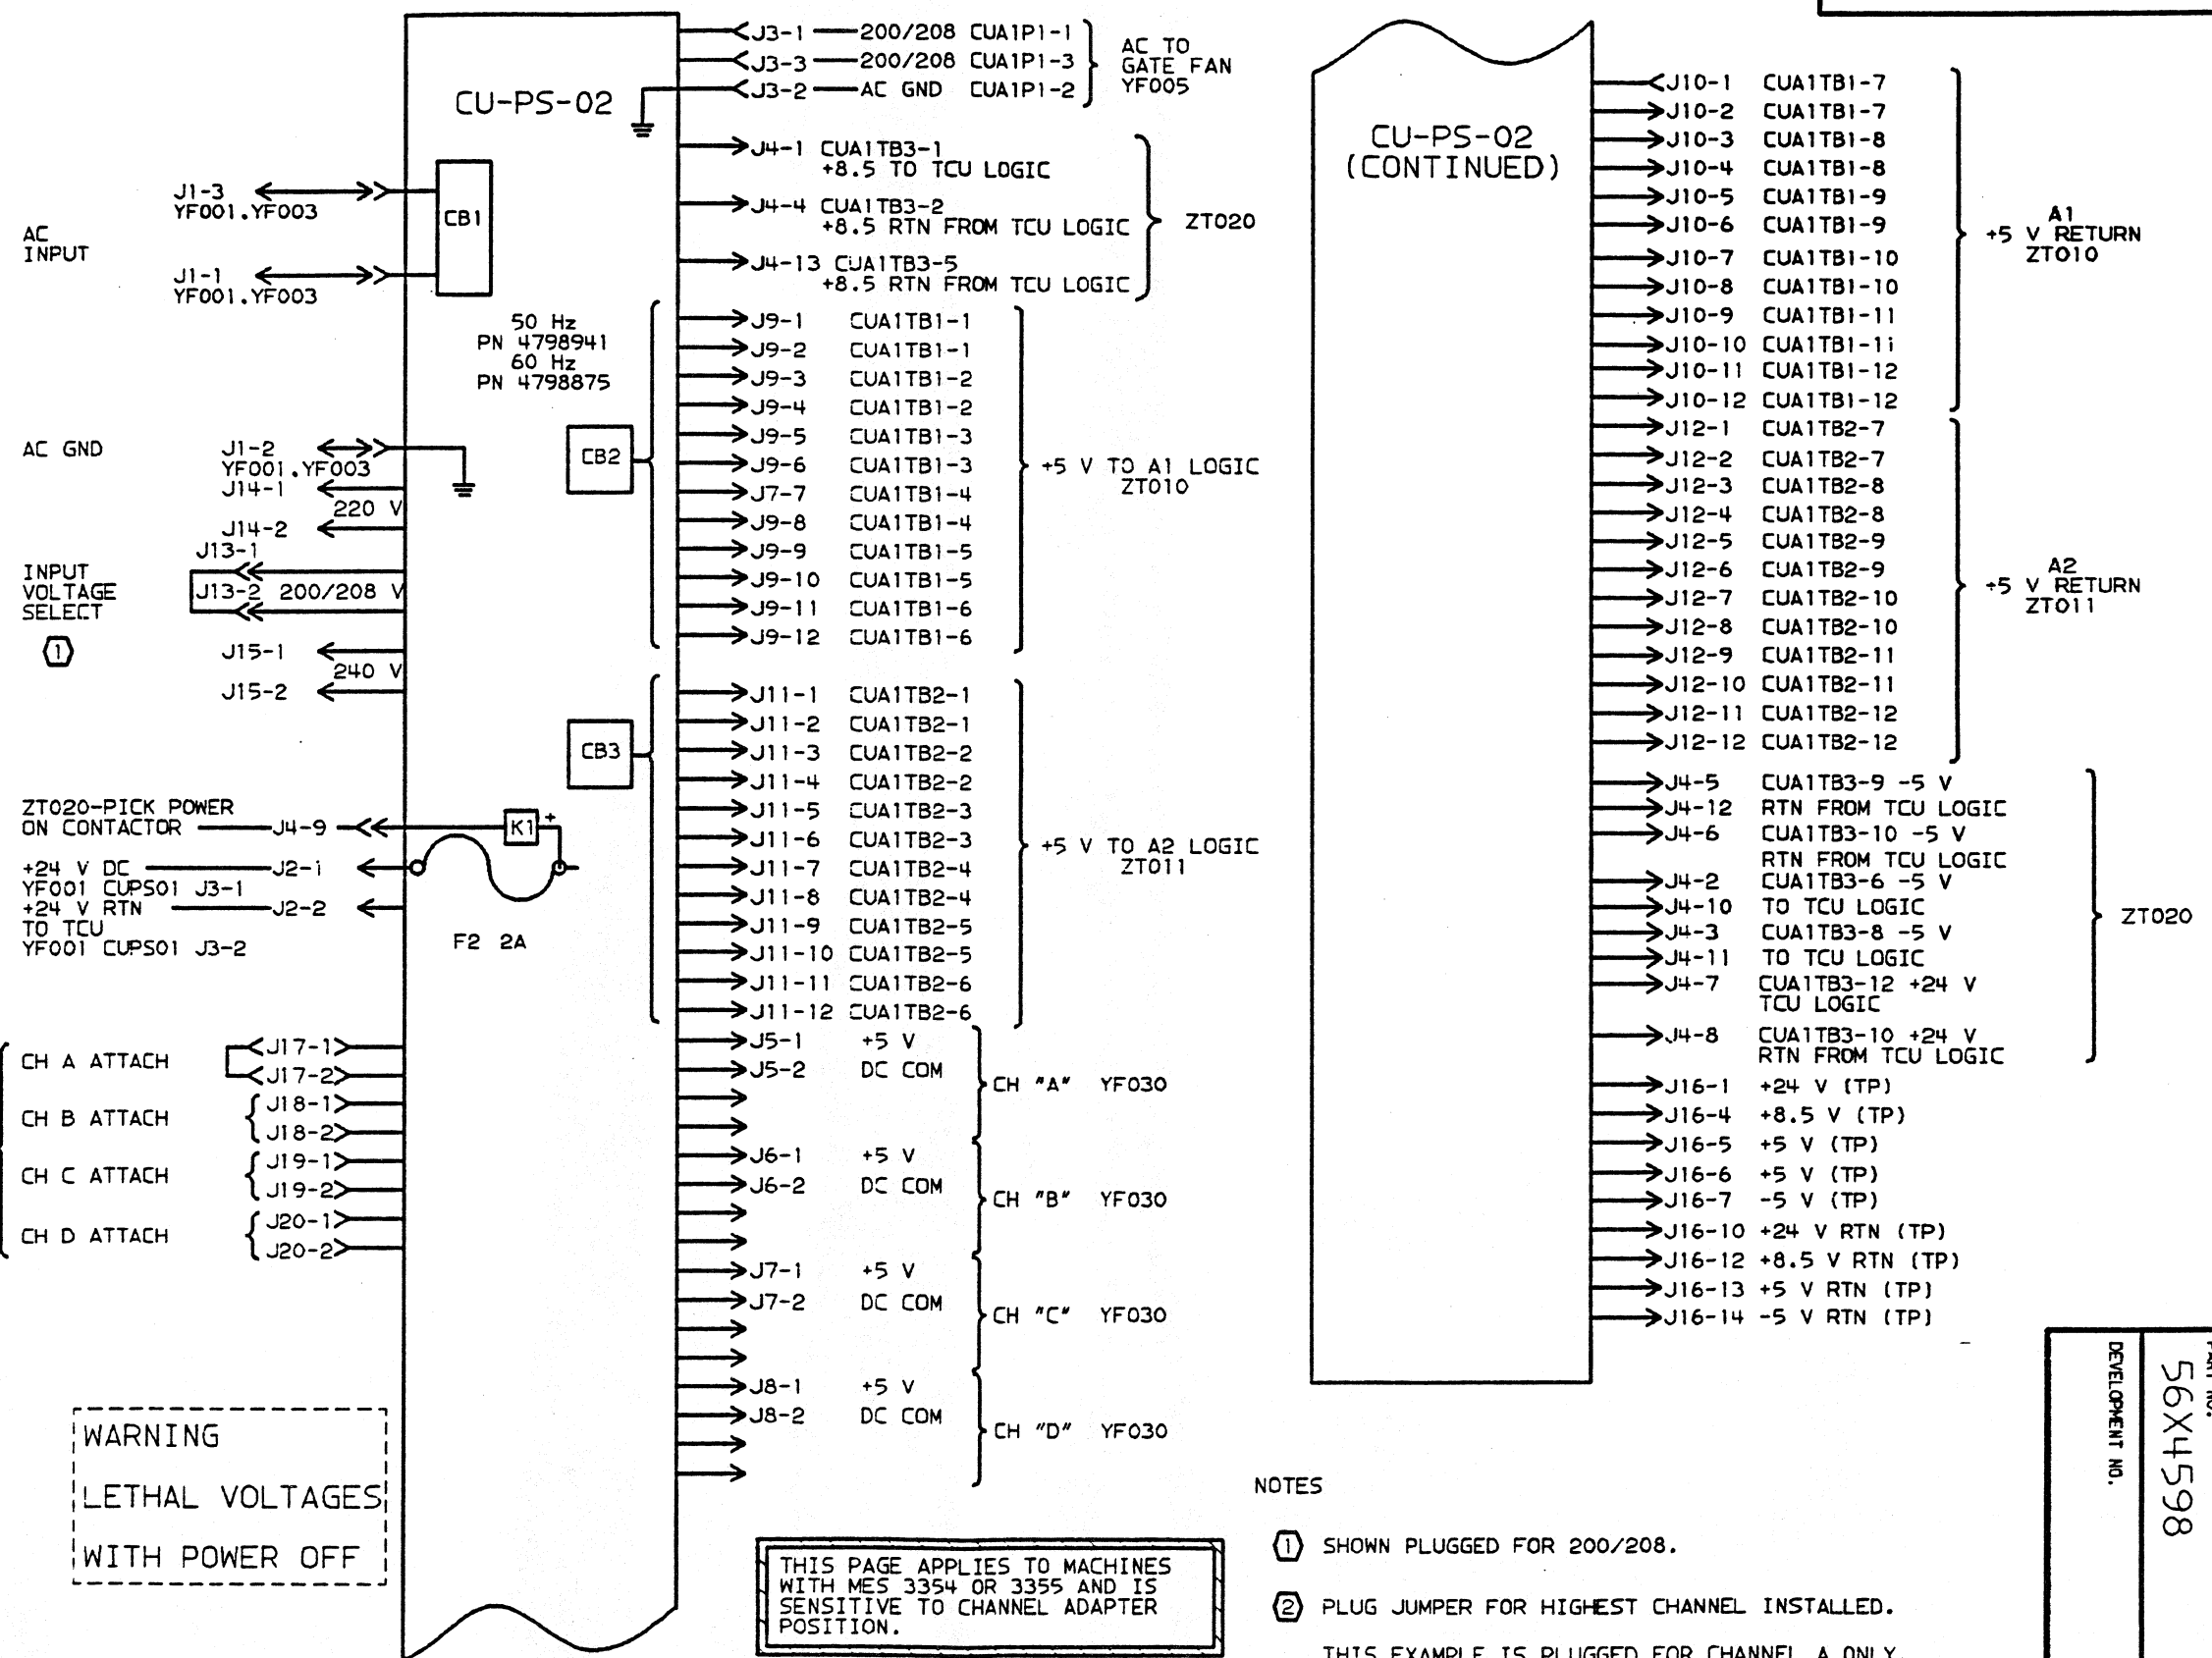 CU-PS-02
AC INPUT
J1-3
YF001.YF003
J1-1
YF001.YF003
CB1
50 Hz
PN 4798941
60 Hz
PN 4798875
AC GND
J1-2
YF001.YF003
J14-1
220 V
J14-2
INPUT
VOLTAGE
SELECT
1
J13-1
J13-2 200/208 V
J15-1
240 V
J15-2
CB2
CB3
ZT020-PICK POWER
ON CONTACTOR J4-9
K1 +
+24 V DC J2-1
YF001 CUPS01 J3-1
+24 V RTN J2-2
TO TCU
YF001 CUPS01 J3-2
F2 2A
CH A ATTACH
J17-1
J17-2
CH B ATTACH
J18-1
J18-2
CH C ATTACH
J19-1
J19-2
CH D ATTACH
J20-1
J20-2
WARNING
LETHAL VOLTAGES
WITH POWER OFF
J3-1 200/208 CUA1P1-1
J3-3 200/208 CUA1P1-3
J3-2 AC GND CUA1P1-2
AC TO
GATE FAN
YF005
J4-1 CUA1TB3-1
+8.5 TO TCU LOGIC
J4-4 CUA1TB3-2
+8.5 RTN FROM TCU LOGIC
J4-13 CUA1TB3-5
+8.5 RTN FROM TCU LOGIC
ZT020
J9-1 CUA1TB1-1
J9-2 CUA1TB1-1
J9-3 CUA1TB1-2
J9-4 CUA1TB1-2
J9-5 CUA1TB1-3
J9-6 CUA1TB1-3
J7-7 CUA1TB1-4
J9-8 CUA1TB1-4
J9-9 CUA1TB1-5
J9-10 CUA1TB1-5
J9-11 CUA1TB1-6
J9-12 CUA1TB1-6
+5 V TO A1 LOGIC
ZT010
J11-1 CUA1TB2-1
J11-2 CUA1TB2-1
J11-3 CUA1TB2-2
J11-4 CUA1TB2-2
J11-5 CUA1TB2-3
J11-6 CUA1TB2-3
J11-7 CUA1TB2-4
J11-8 CUA1TB2-4
J11-9 CUA1TB2-5
J11-10 CUA1TB2-5
J11-11 CUA1TB2-6
J11-12 CUA1TB2-6
+5 V TO A2 LOGIC
ZT011
J5-1 +5 V
J5-2 DC COM
CH "A" YF030
J6-1 +5 V
J6-2 DC COM
CH "B" YF030
J7-1 +5 V
J7-2 DC COM
CH "C" YF030
J8-1 +5 V
J8-2 DC COM
CH "D" YF030
THIS PAGE APPLIES TO MACHINES
WITH MES 3354 OR 3355 AND IS
SENSITIVE TO CHANNEL ADAPTER
POSITION.
CU-PS-02
(CONTINUED)
J10-1 CUA1TB1-7
J10-2 CUA1TB1-7
J10-3 CUA1TB1-8
J10-4 CUA1TB1-8
J10-5 CUA1TB1-9
J10-6 CUA1TB1-9
J10-7 CUA1TB1-10
J10-8 CUA1TB1-10
J10-9 CUA1TB1-11
J10-10 CUA1TB1-11
J10-11 CUA1TB1-12
J10-12 CUA1TB1-12
A1
+5 V RETURN
ZT010
J12-1 CUA1TB2-7
J12-2 CUA1TB2-7
J12-3 CUA1TB2-8
J12-4 CUA1TB2-8
J12-5 CUA1TB2-9
J12-6 CUA1TB2-9
J12-7 CUA1TB2-10
J12-8 CUA1TB2-10
J12-9 CUA1TB2-11
J12-10 CUA1TB2-11
J12-11 CUA1TB2-12
J12-12 CUA1TB2-12
A2
+5 V RETURN
ZT011
J4-5 CUA1TB3-9 -5 V
J4-12 RTN FROM TCU LOGIC
J4-6 CUA1TB3-10 -5 V
RTN FROM TCU LOGIC
J4-2 CUA1TB3-6 -5 V
J4-10 TO TCU LOGIC
J4-3 CUA1TB3-8 -5 V
J4-11 TO TCU LOGIC
J4-7 CUA1TB3-12 +24 V
TCU LOGIC
J4-8 CUA1TB3-10 +24 V
RTN FROM TCU LOGIC
ZT020
J16-1 +24 V (TP)
J16-4 +8.5 V (TP)
J16-5 +5 V (TP)
J16-6 +5 V (TP)
J16-7 -5 V (TP)
J16-10 +24 V RTN (TP)
J16-12 +8.5 V RTN (TP)
J16-13 +5 V RTN (TP)
J16-14 -5 V RTN (TP)
NOTES
1 SHOWN PLUGGED FOR 200/208.
2 PLUG JUMPER FOR HIGHEST CHANNEL INSTALLED.
THIS EXAMPLE IS PLUGGED FOR CHANNEL A ONLY.
PART NO.
56X4598
DEVELOPMENT NO.